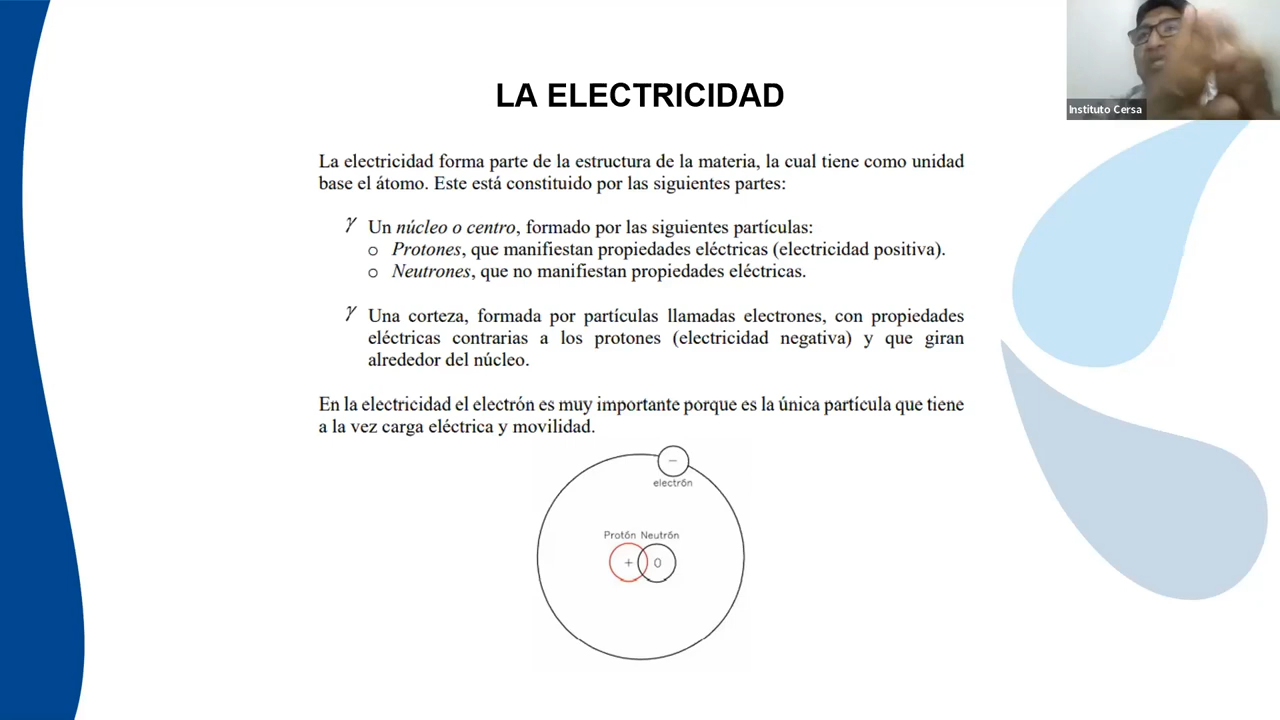 Instituto Cersa
LA ELECTRICIDAD
La electricidad forma parte de la estructura de la materia, la cual tiene como unidad
base el átomo. Este está constituido por las siguientes partes:
γ Un núcleo o centro, formado por las siguientes partículas:
o Protones, que manifiestan propiedades eléctricas (electricidad positiva).
o Neutrones, que no manifiestan propiedades eléctricas.
γ Una corteza, formada por partículas llamadas electrones, con propiedades
eléctricas contrarias a los protones (electricidad negativa) y que giran
alrededor del núcleo.
En la electricidad el electrón es muy importante porque es la única partícula que tiene
a la vez carga eléctrica y movilidad.
−
electrón
Protón Neutrón
+ 0